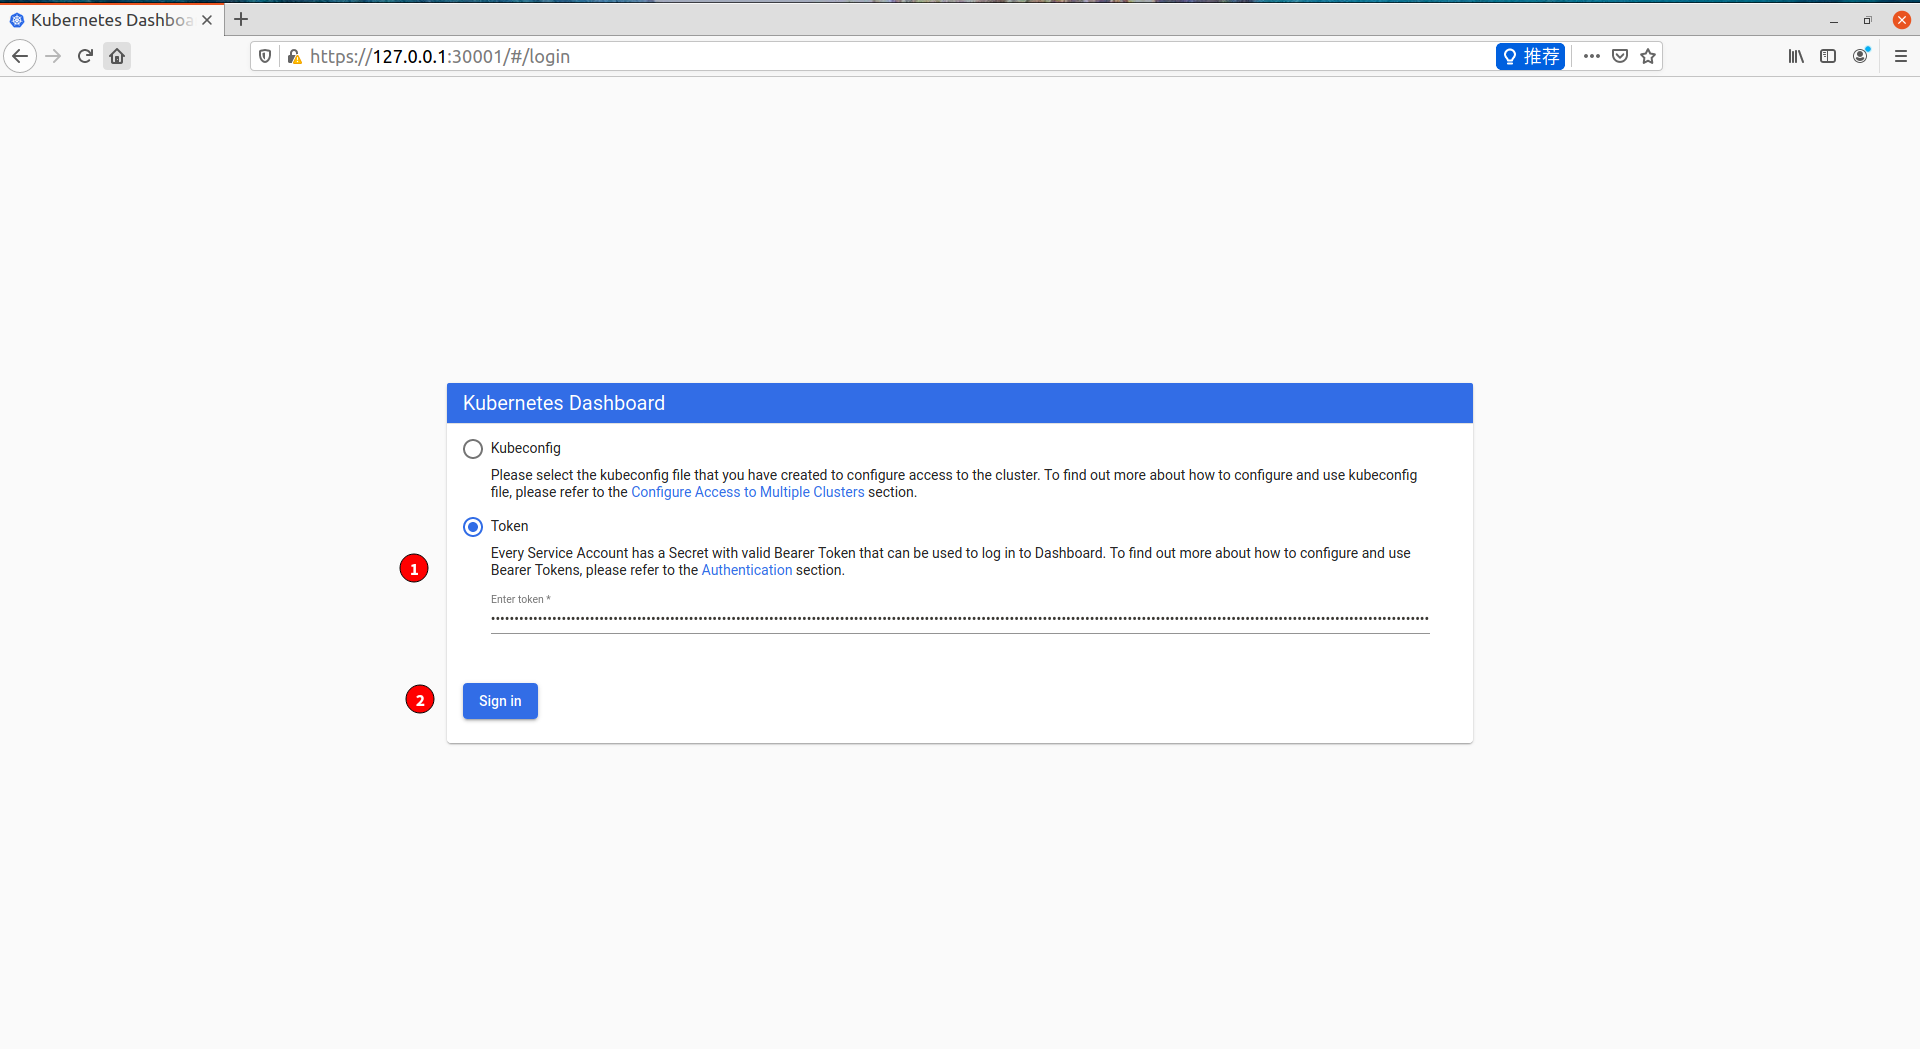 Kubernetes Dashboa
https://127.0.0.1:30001/#/login
推荐
Kubernetes Dashboard
Kubeconfig
Please select the kubeconfig file that you have created to configure access to the cluster. To find out more about how to configure and use kubeconfig
file, please refer to the Configure Access to Multiple Clusters section.
Token
Every Service Account has a Secret with valid Bearer Token that can be used to log in to Dashboard. To find out more about how to configure and use
Bearer Tokens, please refer to the Authentication section.
1
Enter token *
2
Sign in